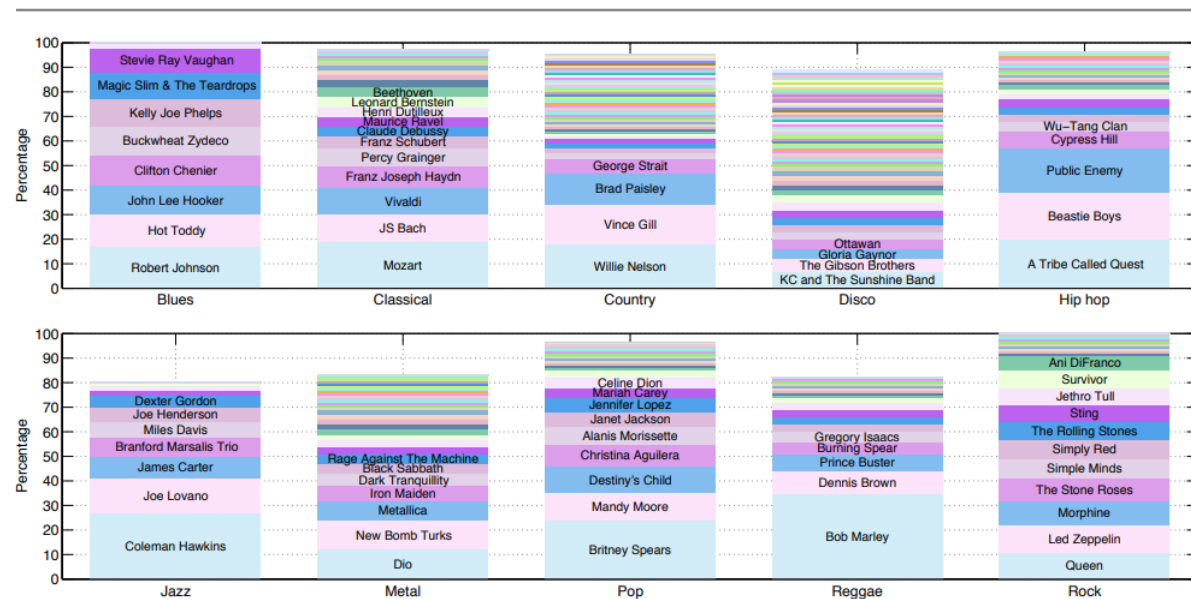 Percentage
100
90
80
70
60
50
40
30
20
10
0
Stevie Ray Vaughan
Magic Slim & The Teardrops
Kelly Joe Phelps
Buckwheat Zydeco
Clifton Chenier
John Lee Hooker
Hot Toddy
Robert Johnson
Blues
Beethoven
Leonard Bernstein
Henri Dutilleux
Maurice Ravel
Claude Debussy
Franz Schubert
Percy Grainger
Franz Joseph Haydn
Vivaldi
JS Bach
Mozart
Classical
George Strait
Brad Paisley
Vince Gill
Willie Nelson
Country
Ottawan
Gloria Gaynor
The Gibson Brothers
KC and The Sunshine Band
Disco
Wu−Tang Clan
Cypress Hill
Public Enemy
Beastie Boys
A Tribe Called Quest
Hip hop
Percentage
100
90
80
70
60
50
40
30
20
10
0
Dexter Gordon
Joe Henderson
Miles Davis
Branford Marsalis Trio
James Carter
Joe Lovano
Coleman Hawkins
Jazz
Rage Against The Machine
Black Sabbath
Dark Tranquillity
Iron Maiden
Metallica
New Bomb Turks
Dio
Metal
Celine Dion
Mariah Carey
Jennifer Lopez
Janet Jackson
Alanis Morissette
Christina Aguilera
Destiny's Child
Mandy Moore
Britney Spears
Pop
Gregory Isaacs
Burning Spear
Prince Buster
Dennis Brown
Bob Marley
Reggae
Ani DiFranco
Survivor
Jethro Tull
Sting
The Rolling Stones
Simply Red
Simple Minds
The Stone Roses
Morphine
Led Zeppelin
Queen
Rock